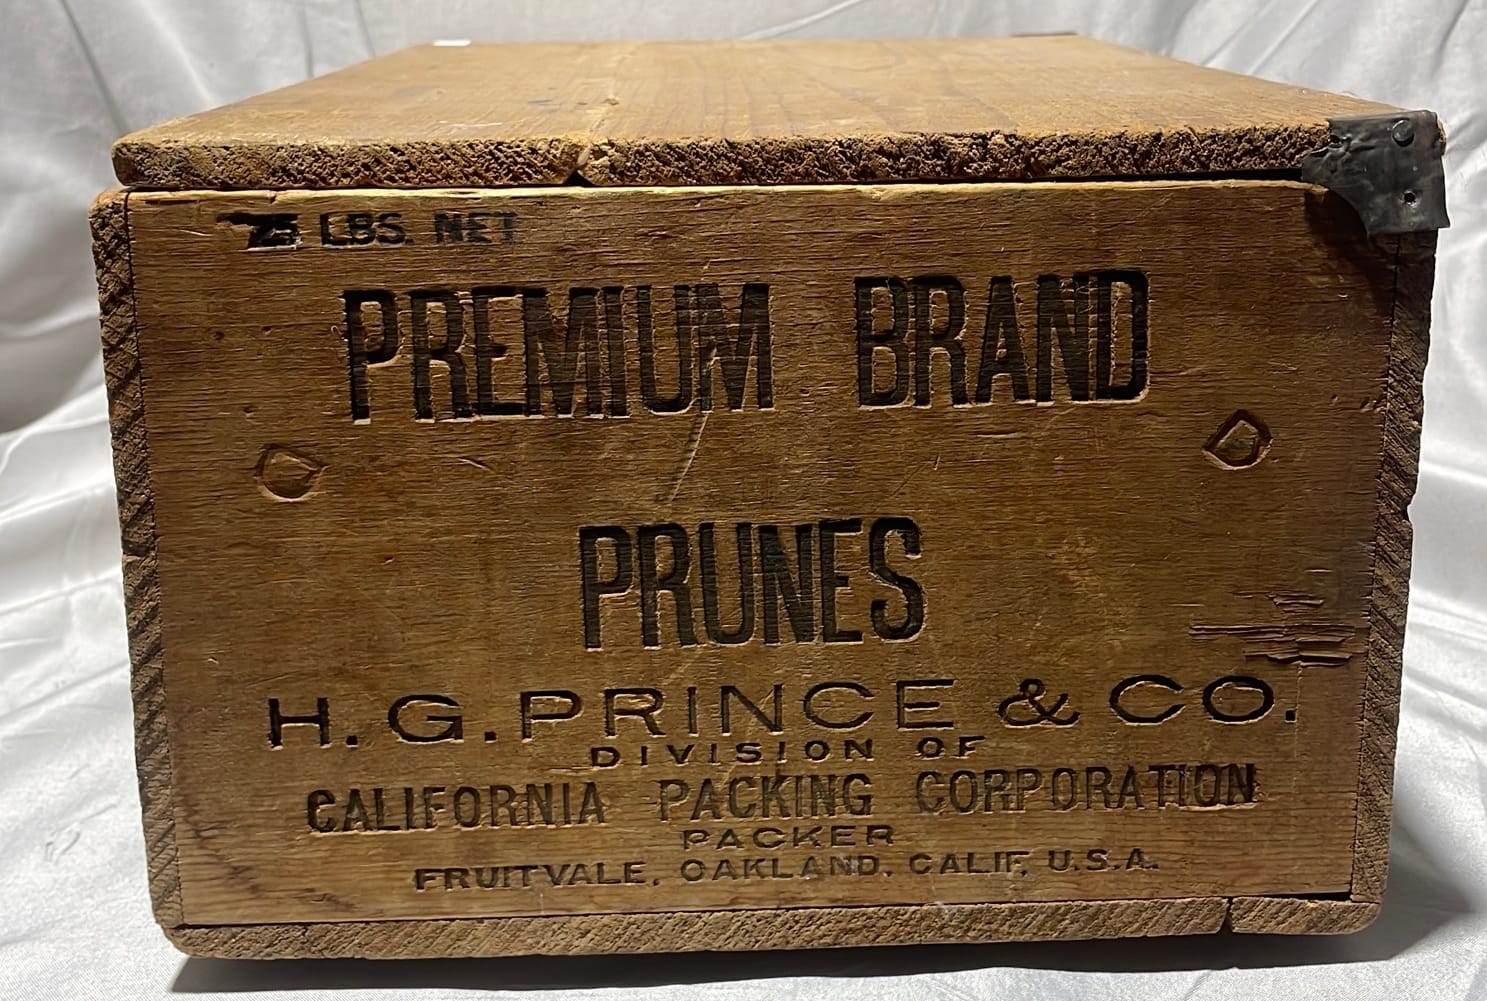 LBS. NET
PREMIUM BRAND
PRUNES
H. G. PRINCE & CO.
DIVISION OF
CALIFORNIA PACKING CORPORATION
PACKER
FRUITVALE, OAKLAND, CALIF, U.S.A.